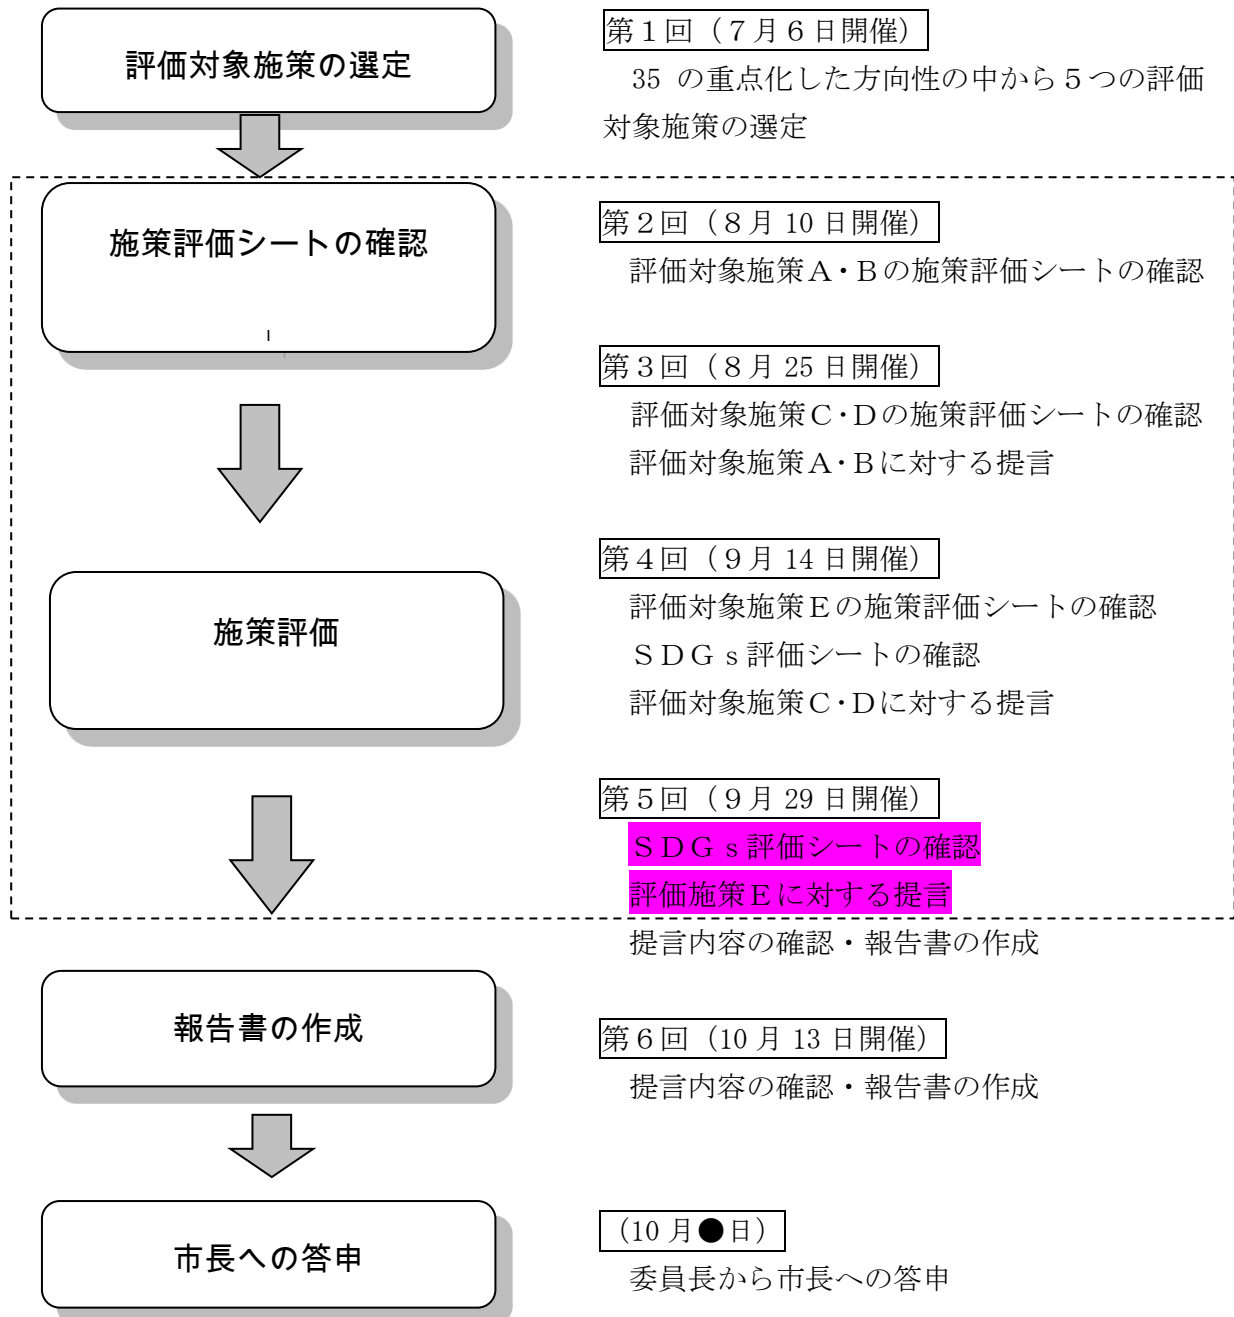 評価対象施策の選定
第1回（7月6日開催）
35 の重点化した方向性の中から５つの評価
対象施策の選定
施策評価シートの確認
第２回（８月 10 日開催）
評価対象施策Ａ・Ｂの施策評価シートの確認
第３回（８月 25 日開催）
評価対象施策Ｃ・Ｄの施策評価シートの確認
評価対象施策Ａ・Ｂに対する提言
施策評価
第４回（９月 14 日開催）
評価対象施策Ｅの施策評価シートの確認
ＳＤＧｓ評価シートの確認
評価対象施策Ｃ・Ｄに対する提言
第５回（９月 29 日開催）
ＳＤＧｓ評価シートの確認
評価施策Ｅに対する提言
提言内容の確認・報告書の作成
報告書の作成
第６回（10 月 13 日開催）
提言内容の確認・報告書の作成
市長への答申
（10 月●日）
委員長から市長への答申